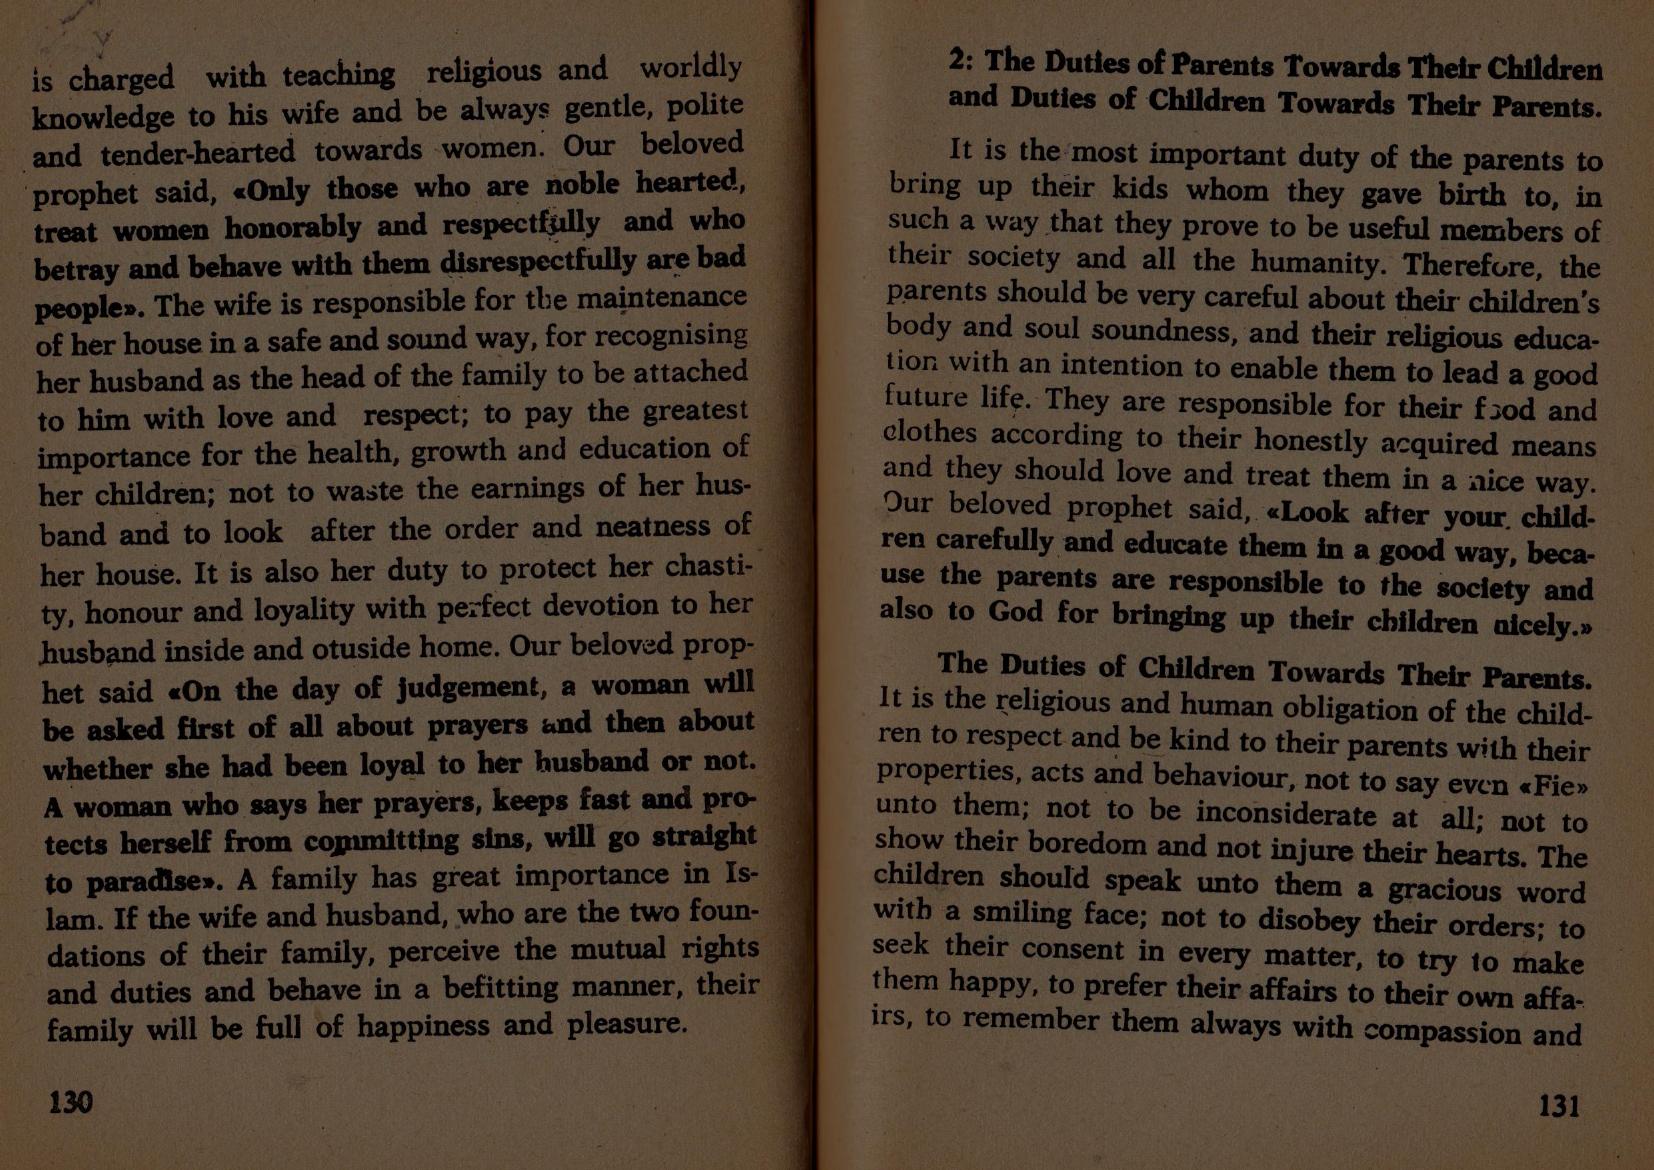 is charged with teaching religious and worldly
knowledge to his wife and be always gentle, polite
and tender-hearted towards women. Our beloved
prophet said, «Only those who are noble hearted,
treat women honorably and respectfully and who
betray and behave with them disrespectfully are bad
people». The wife is responsible for the maintenance
of her house in a safe and sound way, for recognising
her husband as the head of the family to be attached
to him with love and respect; to pay the greatest
importance for the health, growth and education of
her children; not to waste the earnings of her hus-
band and to look after the order and neatness of
her house. It is also her duty to protect her chasti-
ty, honour and loyality with perfect devotion to her
husband inside and otuside home. Our beloved prop-
het said «On the day of judgement, a woman will
be asked first of all about prayers and then about
whether she had been loyal to her husband or not.
A woman who says her prayers, keeps fast and pro-
tects herself from committing sins, will go straight
to paradise». A family has great importance in Is-
lam. If the wife and husband, who are the two foun-
dations of their family, perceive the mutual rights
and duties and behave in a befitting manner, their
family will be full of happiness and pleasure.
130
2: The Duties of Parents Towards Their Children
and Duties of Children Towards Their Parents.
It is the most important duty of the parents to
bring up their kids whom they gave birth to, in
such a way that they prove to be useful members of
their society and all the humanity. Therefore, the
parents should be very careful about their children's
body and soul soundness, and their religious educa-
tion with an intention to enable them to lead a good
future life. They are responsible for their food and
clothes according to their honestly acquired means
and they should love and treat them in a nice way.
Our beloved prophet said, «Look after your child-
ren carefully and educate them in a good way, beca-
use the parents are responsible to the society and
also to God for bringing up their children nicely.»
The Duties of Children Towards Their Parents.
It is the religious and human obligation of the child-
ren to respect and be kind to their parents with their
properties, acts and behaviour, not to say even «Fie»
unto them; not to be inconsiderate at all; not to
show their boredom and not injure their hearts. The
children should speak unto them a gracious word
with a smiling face; not to disobey their orders; to
seek their consent in every matter, to try to make
them happy, to prefer their affairs to their own affa-
irs, to remember them always with compassion and
131